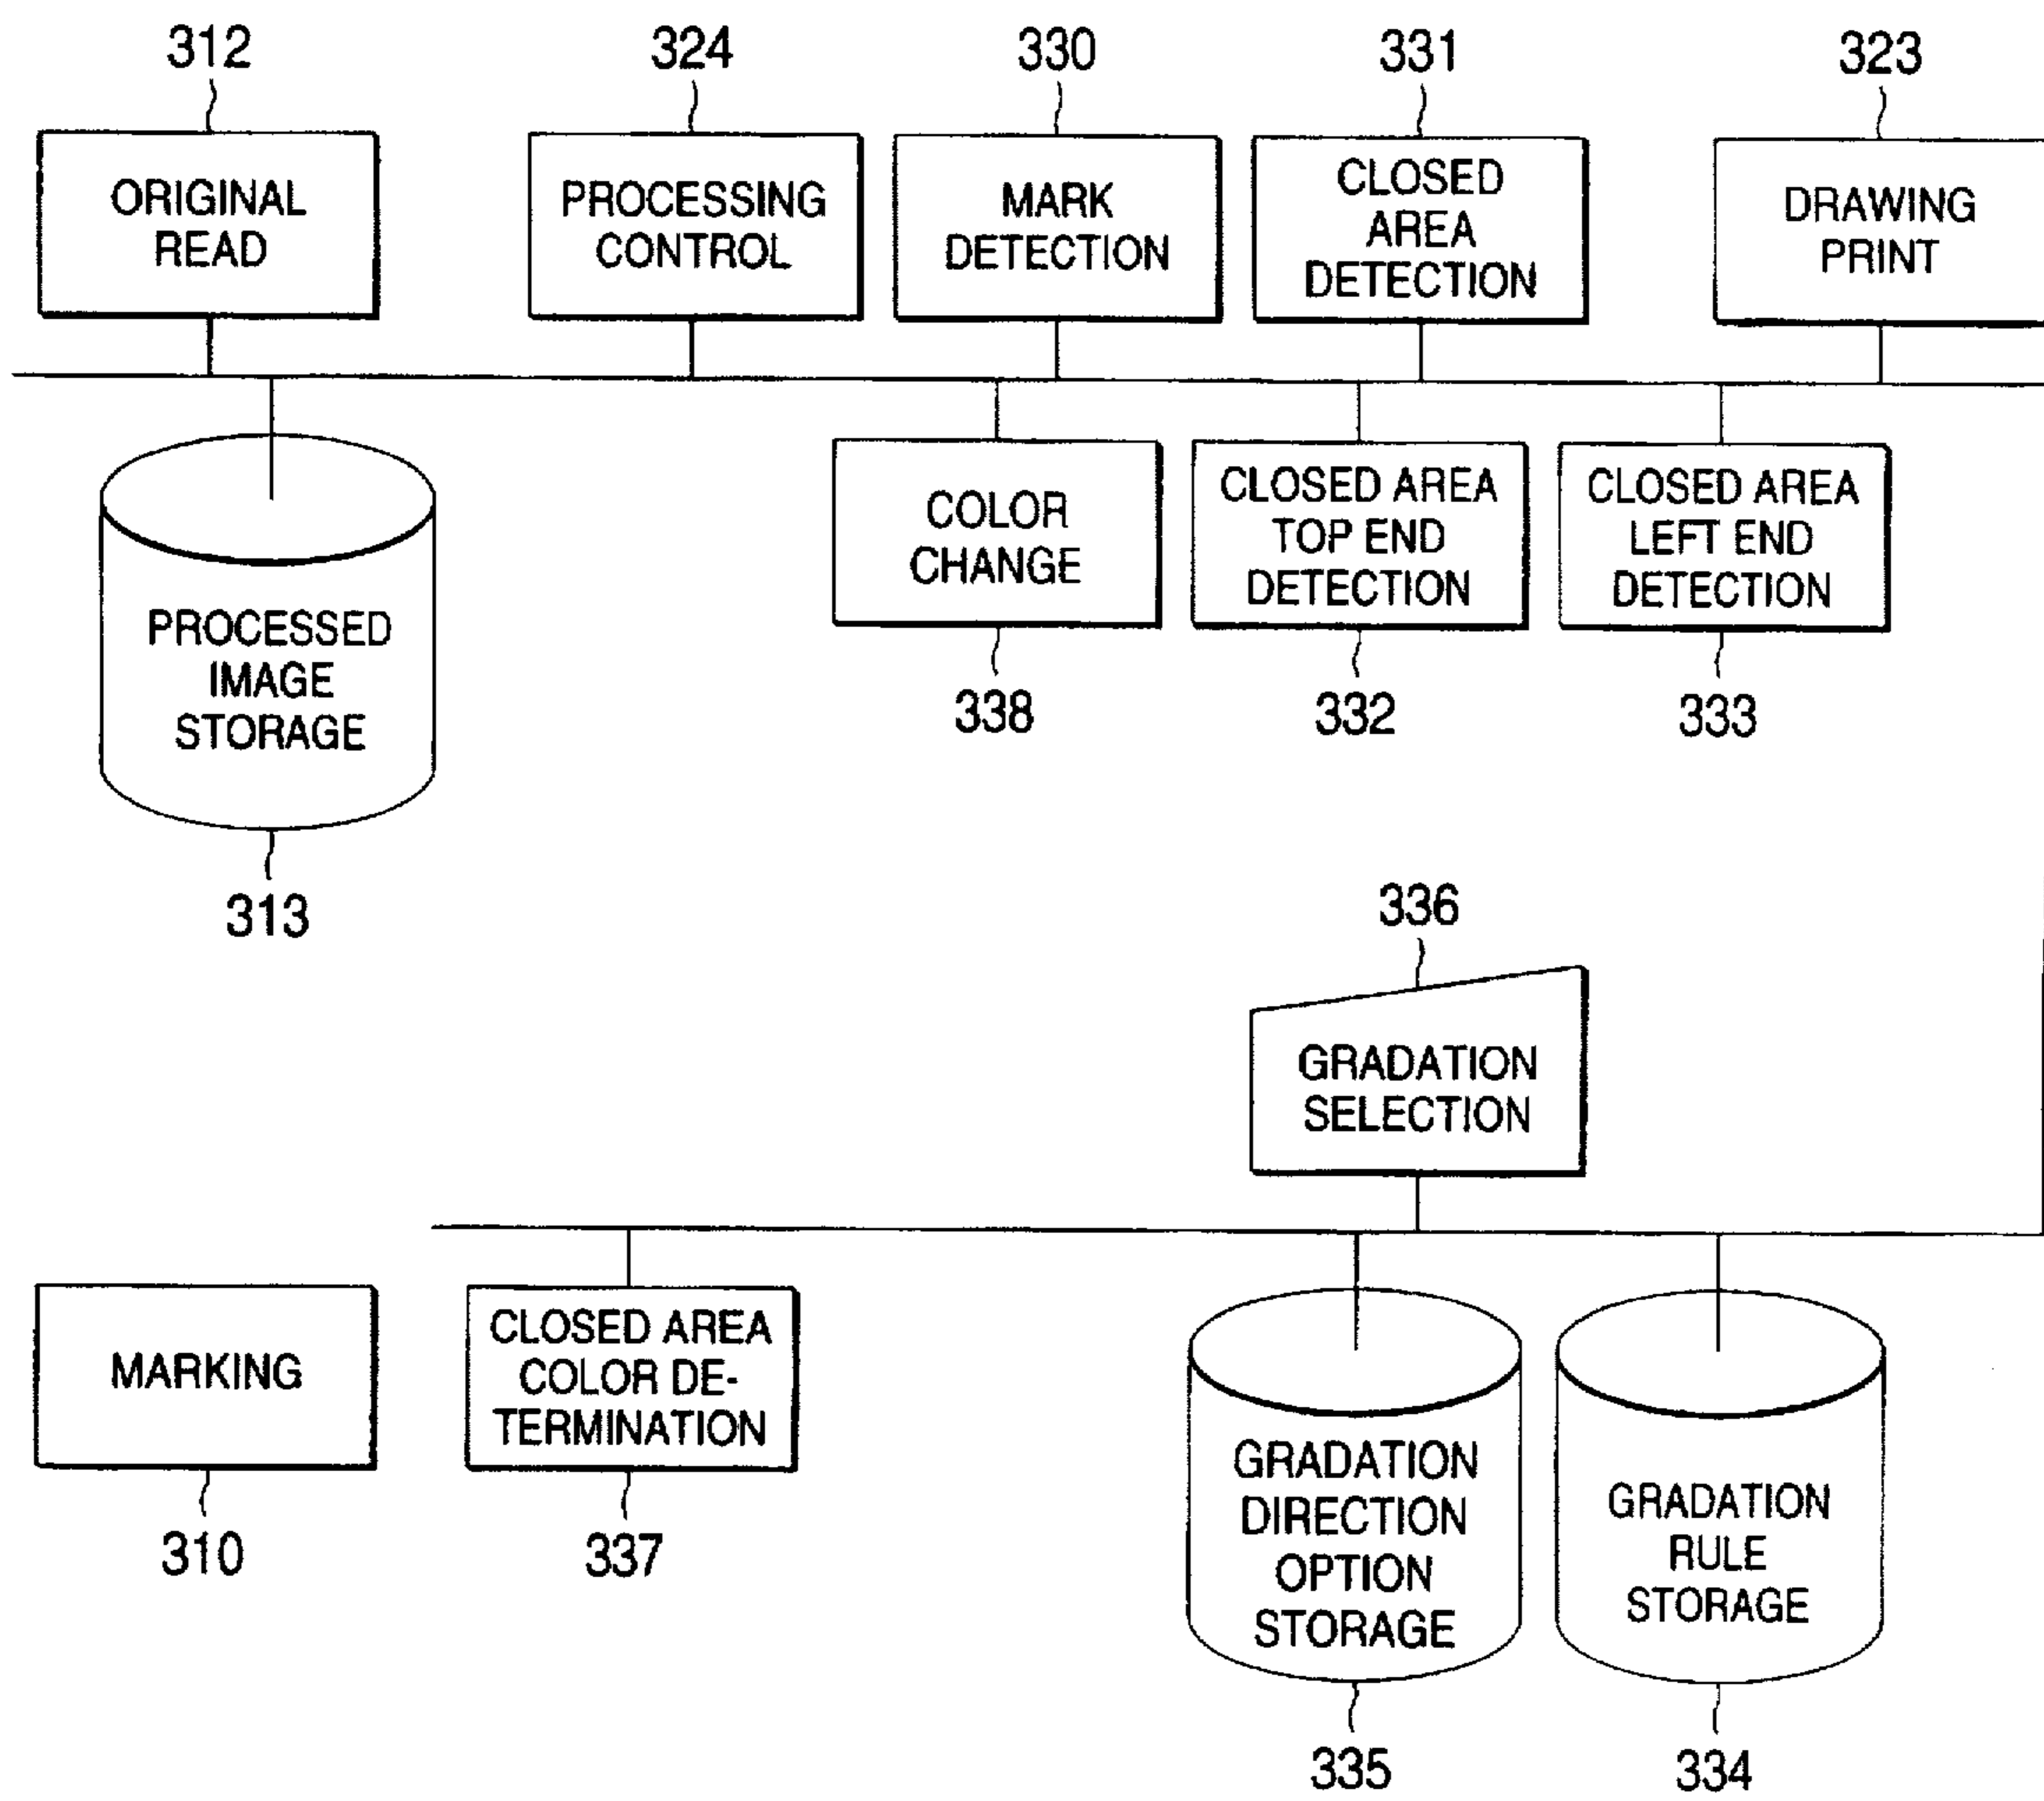 312
324
330
331
323
ORIGINAL
READ
PROCESSING
CONTROL
MARK
DETECTION
CLOSED
AREA
DETECTION
DRAWING
PRINT
PROCESSED
IMAGE
STORAGE
COLOR
CHANGE
CLOSED AREA
TOP END
DETECTION
CLOSED AREA
LEFT END
DETECTION
338
332
333
313
336
GRADATION
SELECTION
MARKING
CLOSED AREA
COLOR DE-
TERMINATION
GRADATION
DIRECTION
OPTION
STORAGE
GRADATION
RULE
STORAGE
310
337
335
334